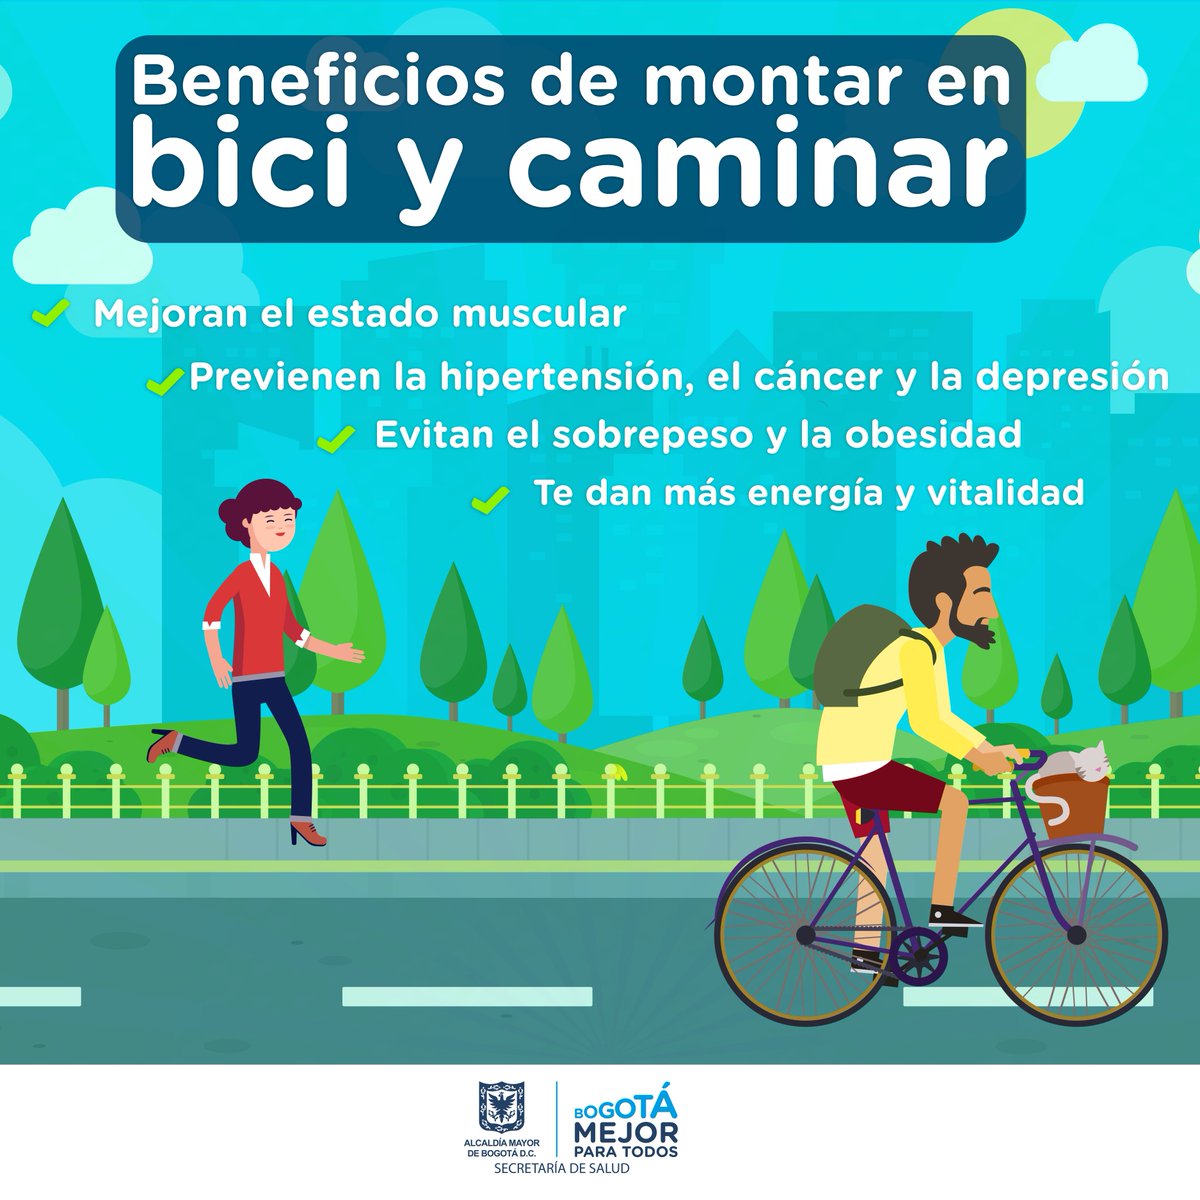 Beneficios de montar en
bici y caminar
Mejoran el estado muscular
Previenen la hipertensión, el cáncer y la depresión
Evitan el sobrepeso y la obesidad
Te dan más energía y vitalidad
ALCALDÍA MAYOR
DE BOGOTÁ D.C.
BOGOTÁ
MEJOR
PARA TODOS
SECRETARÍA DE SALUD